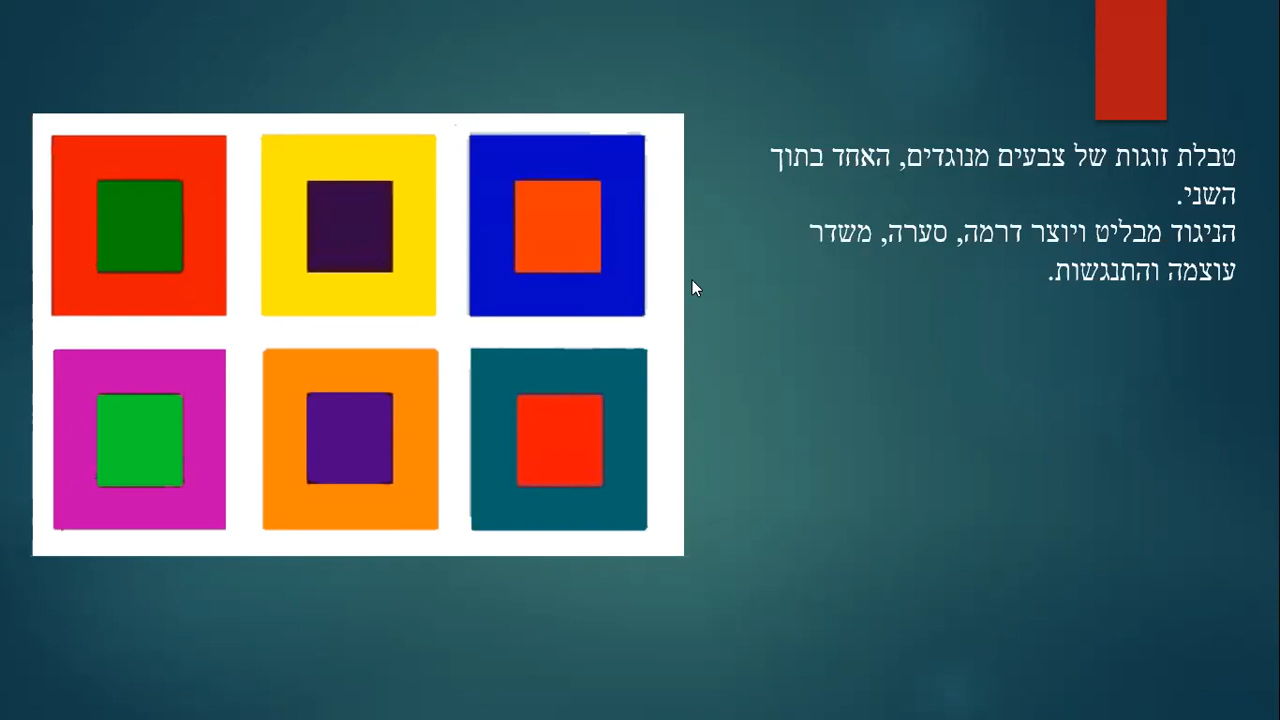 טבלת זוגות של צבעים מנוגדים, האחד בתוך
השני.
הניגוד מבליט ויוצר דרמה, סערה, משדר
עוצמה והתנגשות.